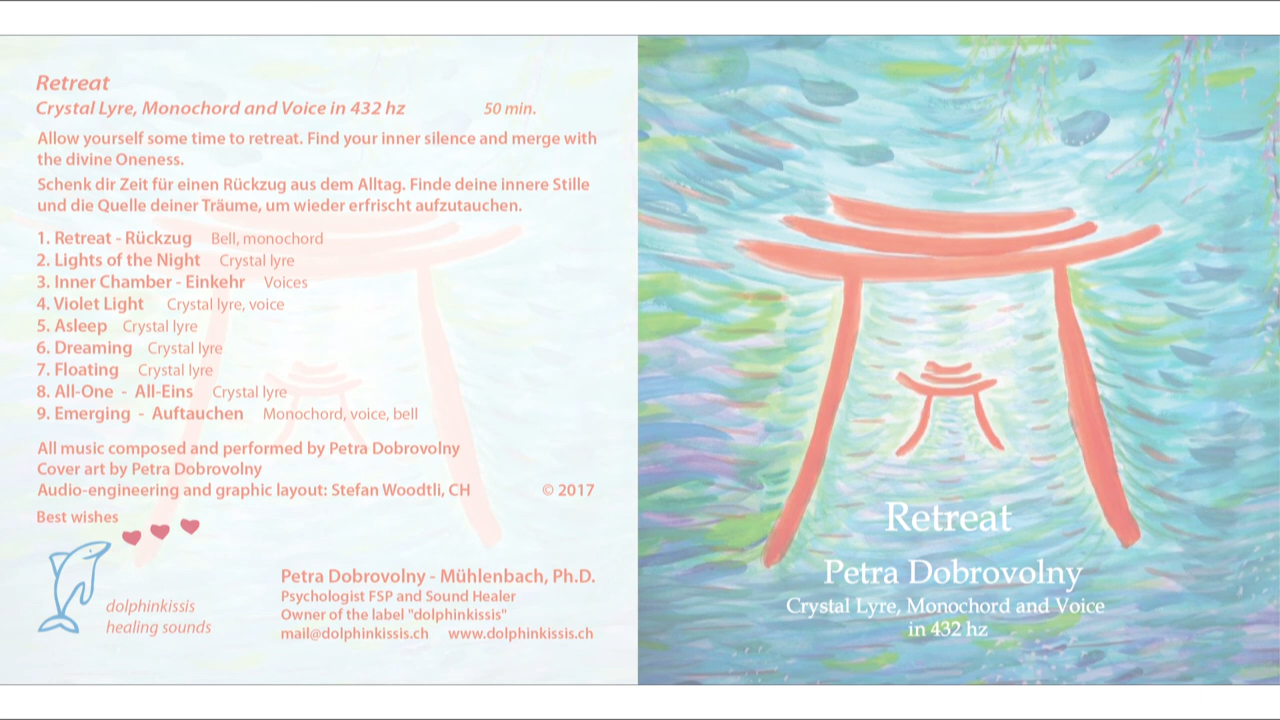 Retreat
Crystal Lyre, Monochord and Voice in 432 hz 50 min.
Allow yourself some time to retreat. Find your inner silence and merge with
the divine Oneness.
Schenk dir Zeit für einen Rückzug aus dem Alltag. Finde deine innere Stille
und die Quelle deiner Träume, um wieder erfrischt aufzutauchen.
1. Retreat - Rückzug Bell, monochord
2. Lights of the Night Crystal lyre
3. Inner Chamber - Einkehr Voices
4. Violet Light Crystal lyre, voice
5. Asleep Crystal lyre
6. Dreaming Crystal lyre
7. Floating Crystal lyre
8. All-One - All-Eins Crystal lyre
9. Emerging - Auftauchen Monochord, voice, bell
All music composed and performed by Petra Dobrovolny
Cover art by Petra Dobrovolny
Audio-engineering and graphic layout: Stefan Woodtli, CH © 2017
Best wishes
dolphinkissis
healing sounds
Petra Dobrovolny - Mühlenbach, Ph.D.
Psychologist FSP and Sound Healer
Owner of the label "dolphinkissis"
mail@dolphinkissis.ch www.dolphinkissis.ch
Retreat
Petra Dobrovolny
Crystal Lyre, Monochord and Voice
in 432 hz